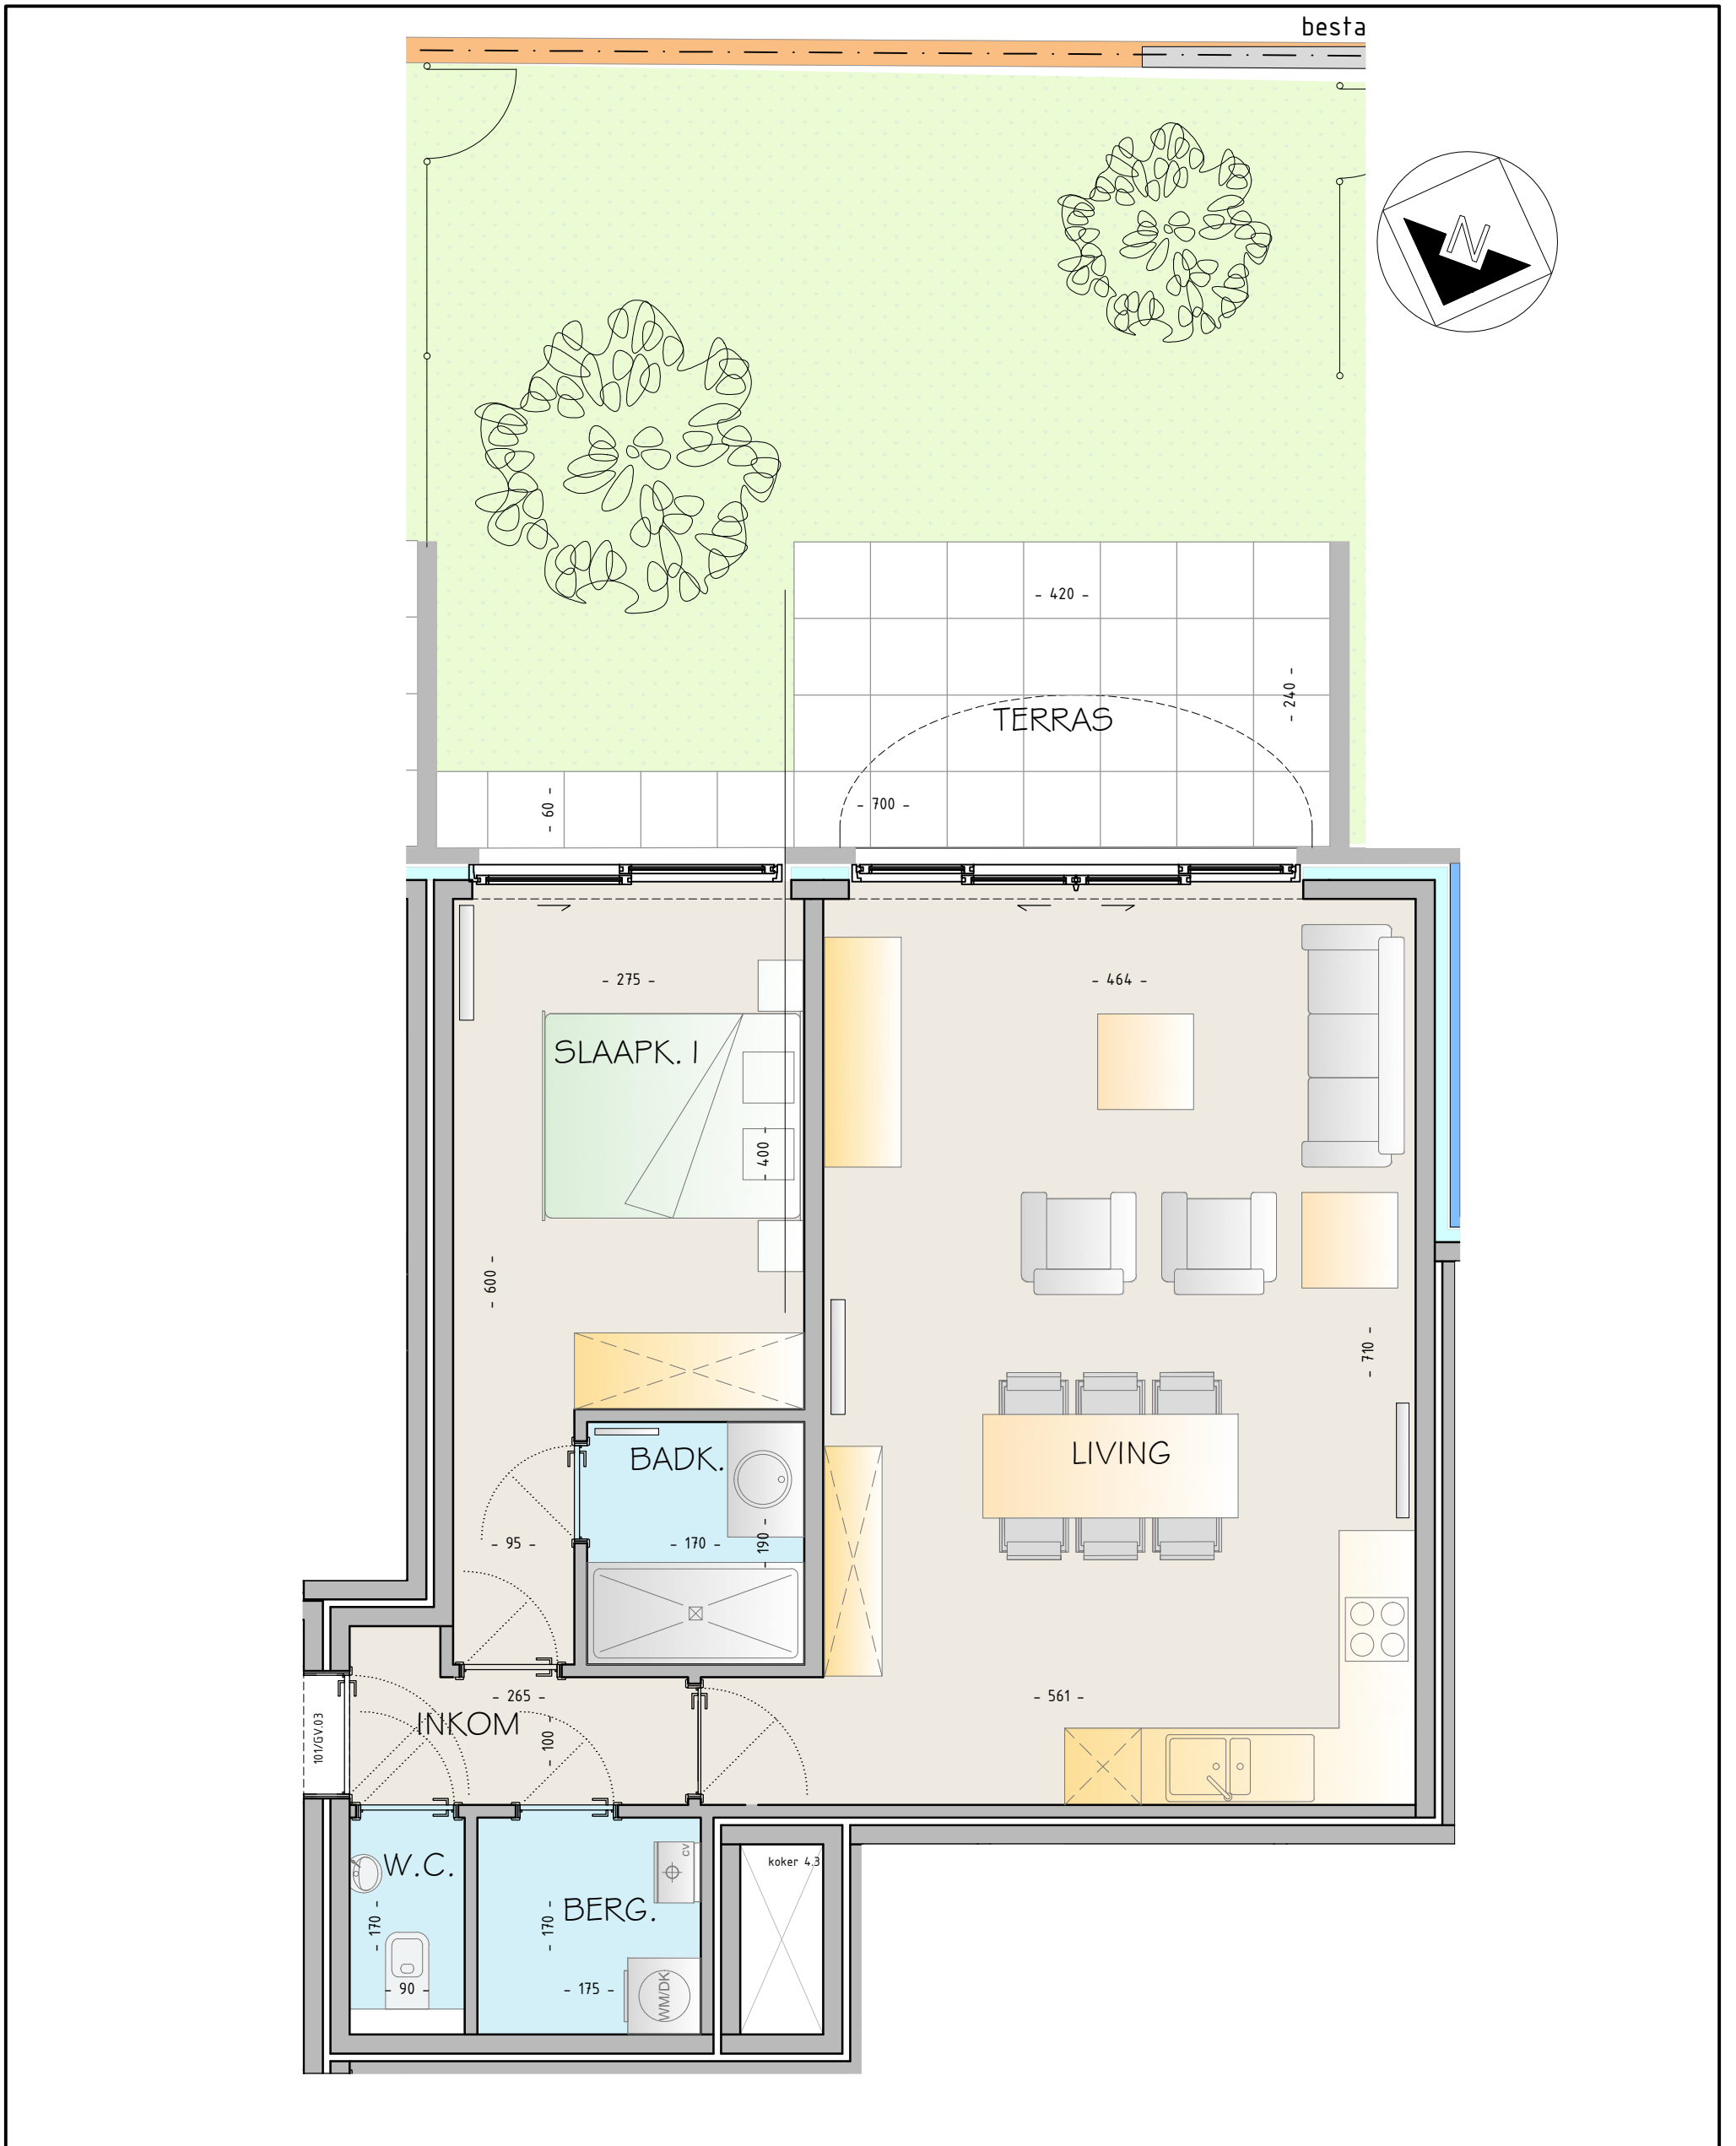 besta
N
- 420 -
- 240 -
TERRAS
- 60 -
- 700 -
- 275 -
- 464 -
SLAAPK. 1
- 400 -
- 600 -
- 710 -
BADK.
LIVING
- 95 -
- 170 -
- 190 -
- 265 -
- 561 -
INKOM
- 100 -
101/GV.03
W.C.
CV
koker 4.3
BERG.
- 170 -
- 170 -
- 90 -
- 175 -
WM/DK